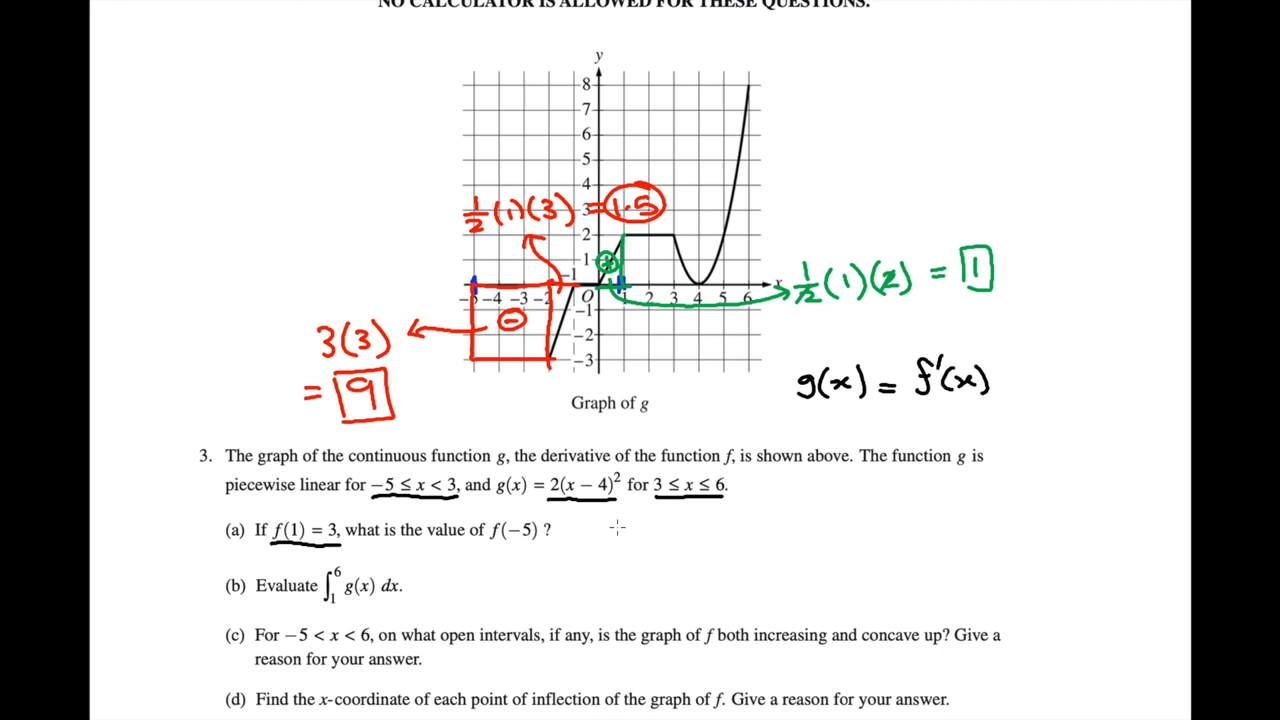 NO CALCULATOR IS ALLOWED FOR THESE QUESTIONS.
y
8
7
6
5
4
½(1)(3) = 1.5
3
2
1
-1
x
½(1)(2) = 1
-5 -4 -3 -2 O 1 2 3 4 5 6
-1
-2
-3
+
−
3(3)
= 9
g(x) = f'(x)
Graph of g
3. The graph of the continuous function g, the derivative of the function f, is shown above. The function g is
piecewise linear for −5 ≤ x < 3, and g(x) = 2(x − 4)² for 3 ≤ x ≤ 6.
(a) If f(1) = 3, what is the value of f(−5) ?
(b) Evaluate ∫₁⁶ g(x) dx.
(c) For −5 < x < 6, on what open intervals, if any, is the graph of f both increasing and concave up? Give a
reason for your answer.
(d) Find the x-coordinate of each point of inflection of the graph of f. Give a reason for your answer.